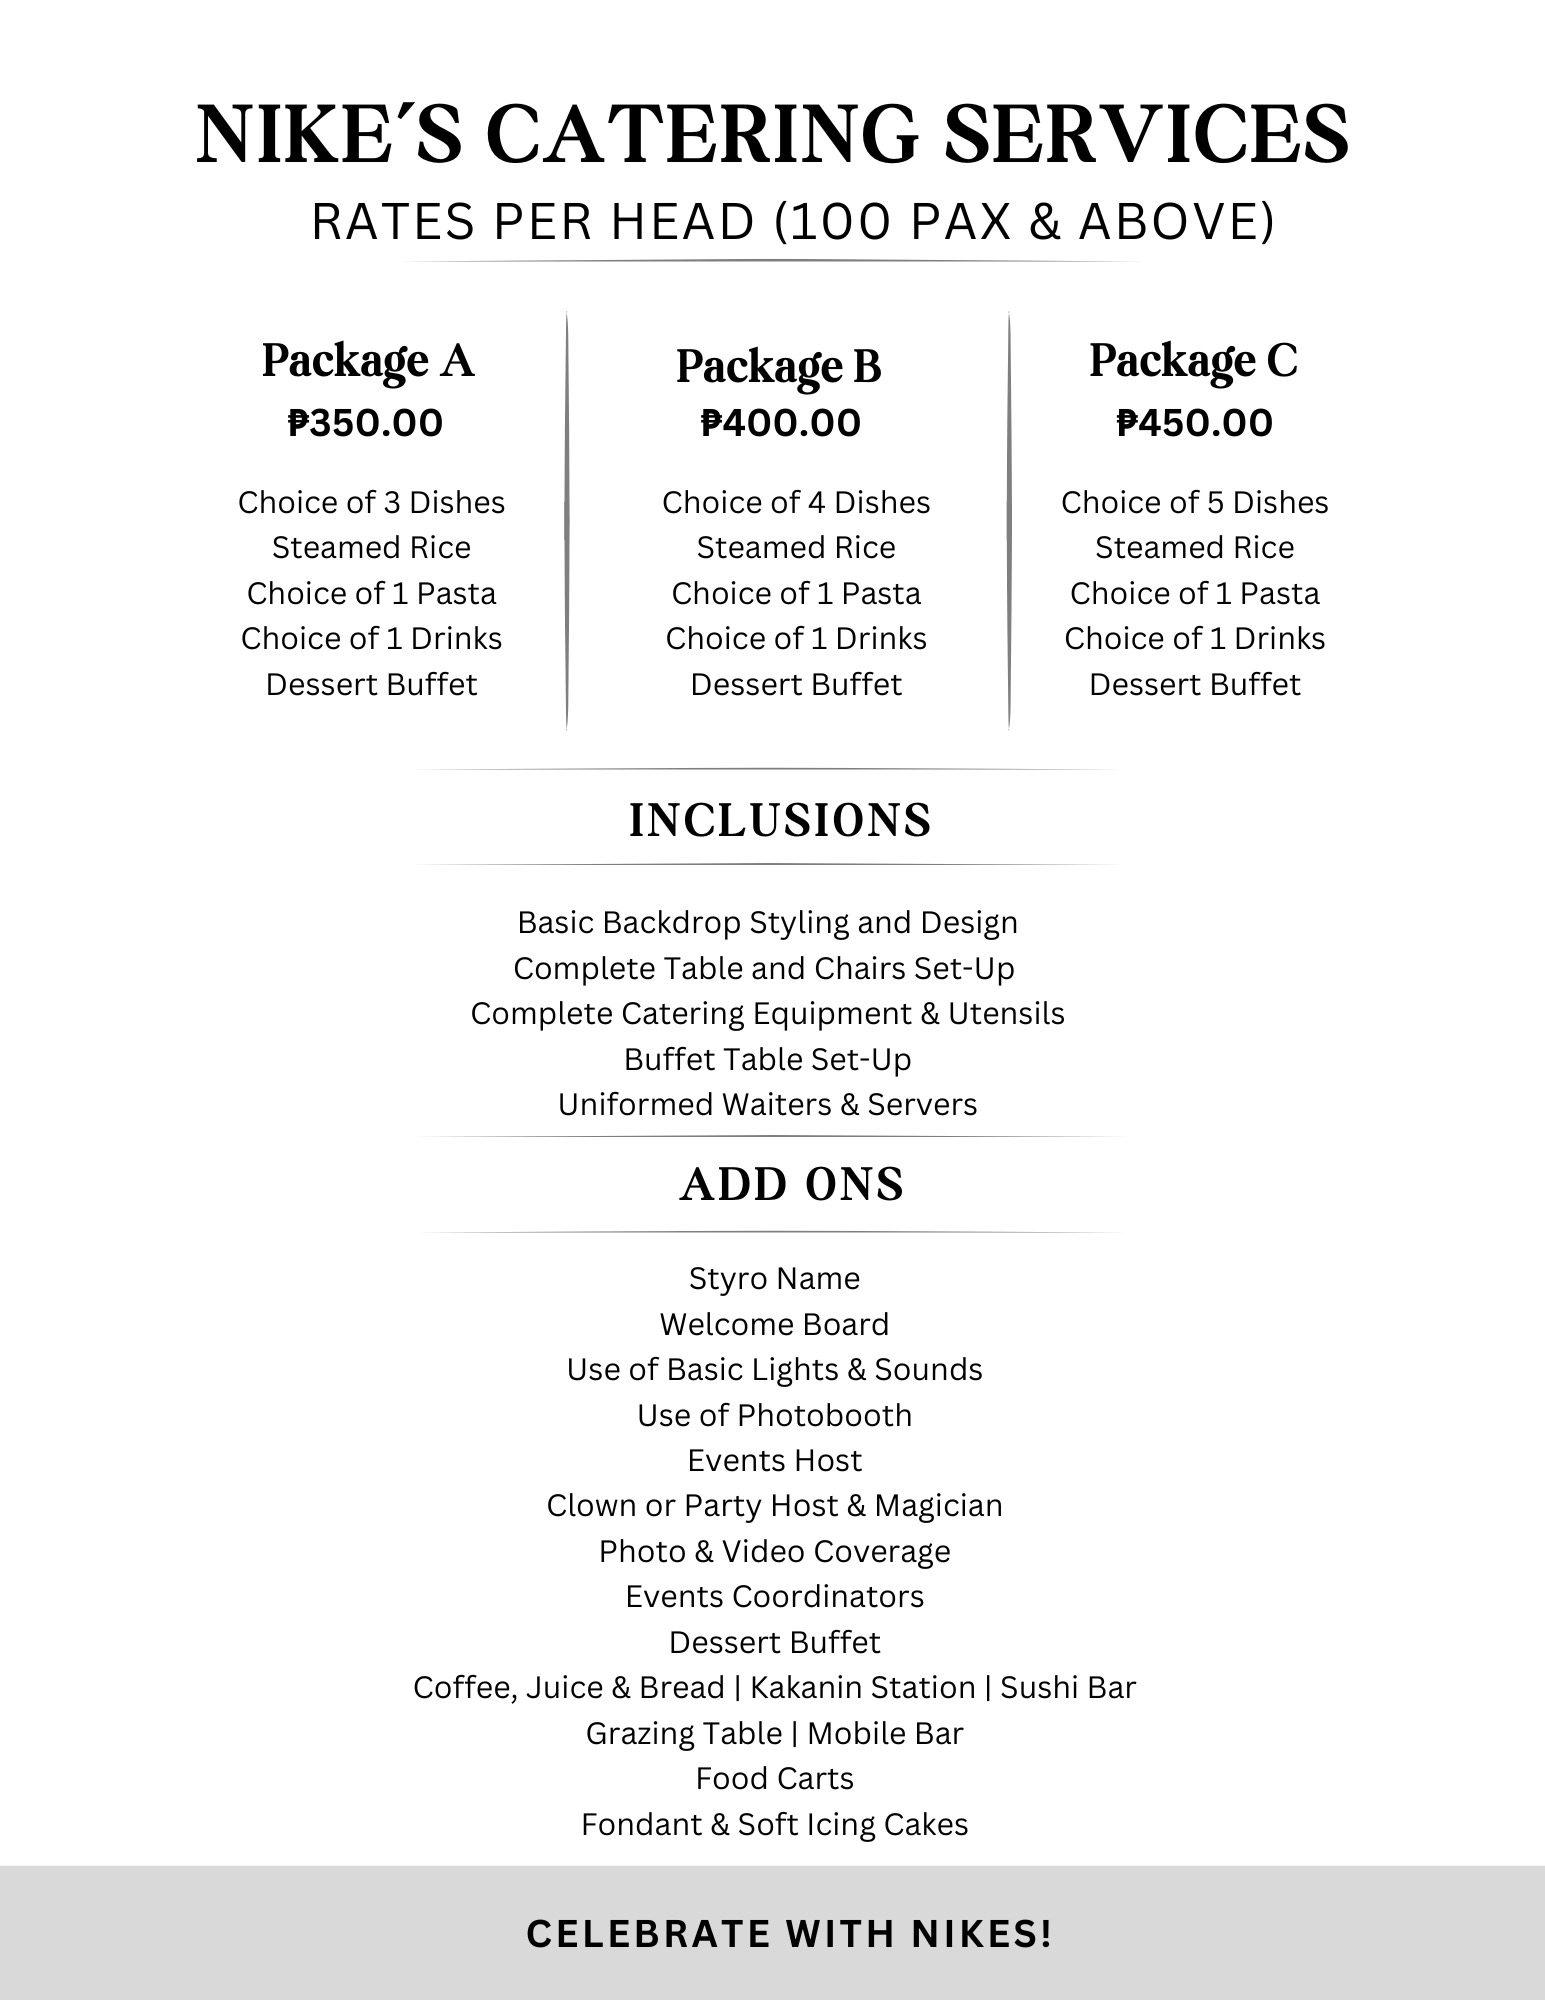 NIKE´S CATERING SERVICES
RATES PER HEAD (100 PAX & ABOVE)
Package A
₱350.00
Choice of 3 Dishes
Steamed Rice
Choice of 1 Pasta
Choice of 1 Drinks
Dessert Buffet
Package B
₱400.00
Choice of 4 Dishes
Steamed Rice
Choice of 1 Pasta
Choice of 1 Drinks
Dessert Buffet
Package C
₱450.00
Choice of 5 Dishes
Steamed Rice
Choice of 1 Pasta
Choice of 1 Drinks
Dessert Buffet
INCLUSIONS
Basic Backdrop Styling and Design
Complete Table and Chairs Set-Up
Complete Catering Equipment & Utensils
Buffet Table Set-Up
Uniformed Waiters & Servers
ADD ONS
Styro Name
Welcome Board
Use of Basic Lights & Sounds
Use of Photobooth
Events Host
Clown or Party Host & Magician
Photo & Video Coverage
Events Coordinators
Dessert Buffet
Coffee, Juice & Bread | Kakanin Station | Sushi Bar
Grazing Table | Mobile Bar
Food Carts
Fondant & Soft Icing Cakes
CELEBRATE WITH NIKES!